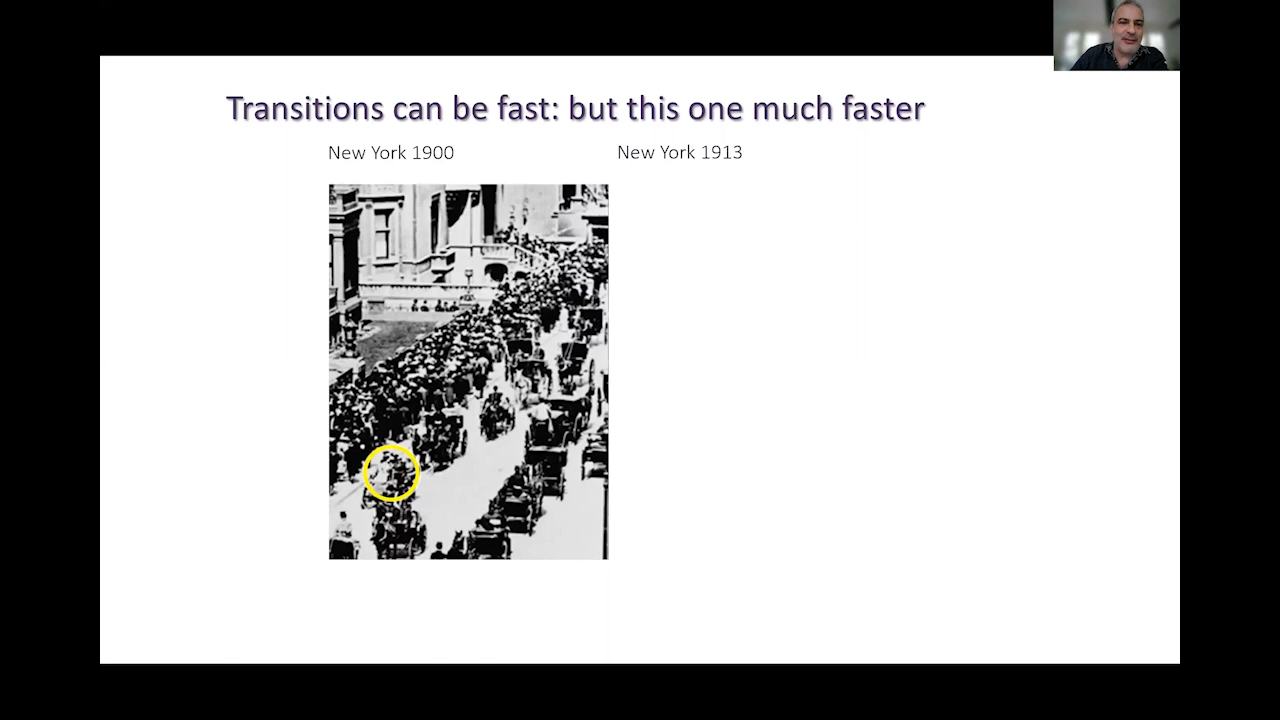 Transitions can be fast: but this one much faster
New York 1900
New York 1913